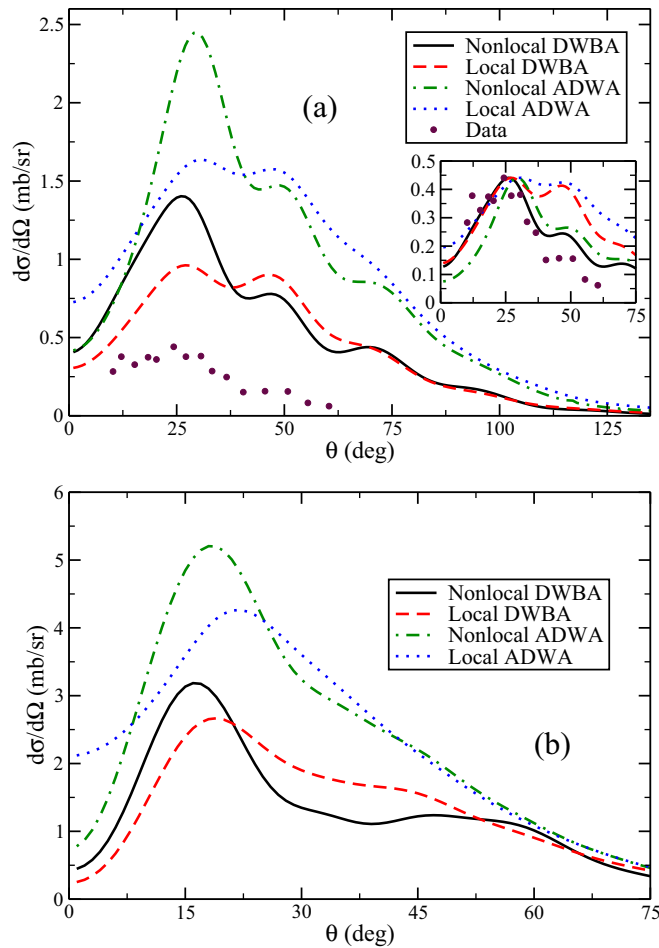 2.5
2
1.5
1
0.5
0
0
25
50
75
100
125
dσ/dΩ (mb/sr)
θ (deg)
(a)
Nonlocal DWBA
Local DWBA
Nonlocal ADWA
Local ADWA
Data
0.5
0.4
0.3
0.2
0.1
0
0
25
50
75
6
5
4
3
2
1
0
0
15
30
45
60
75
dσ/dΩ (mb/sr)
θ (deg)
(b)
Nonlocal DWBA
Local DWBA
Nonlocal ADWA
Local ADWA